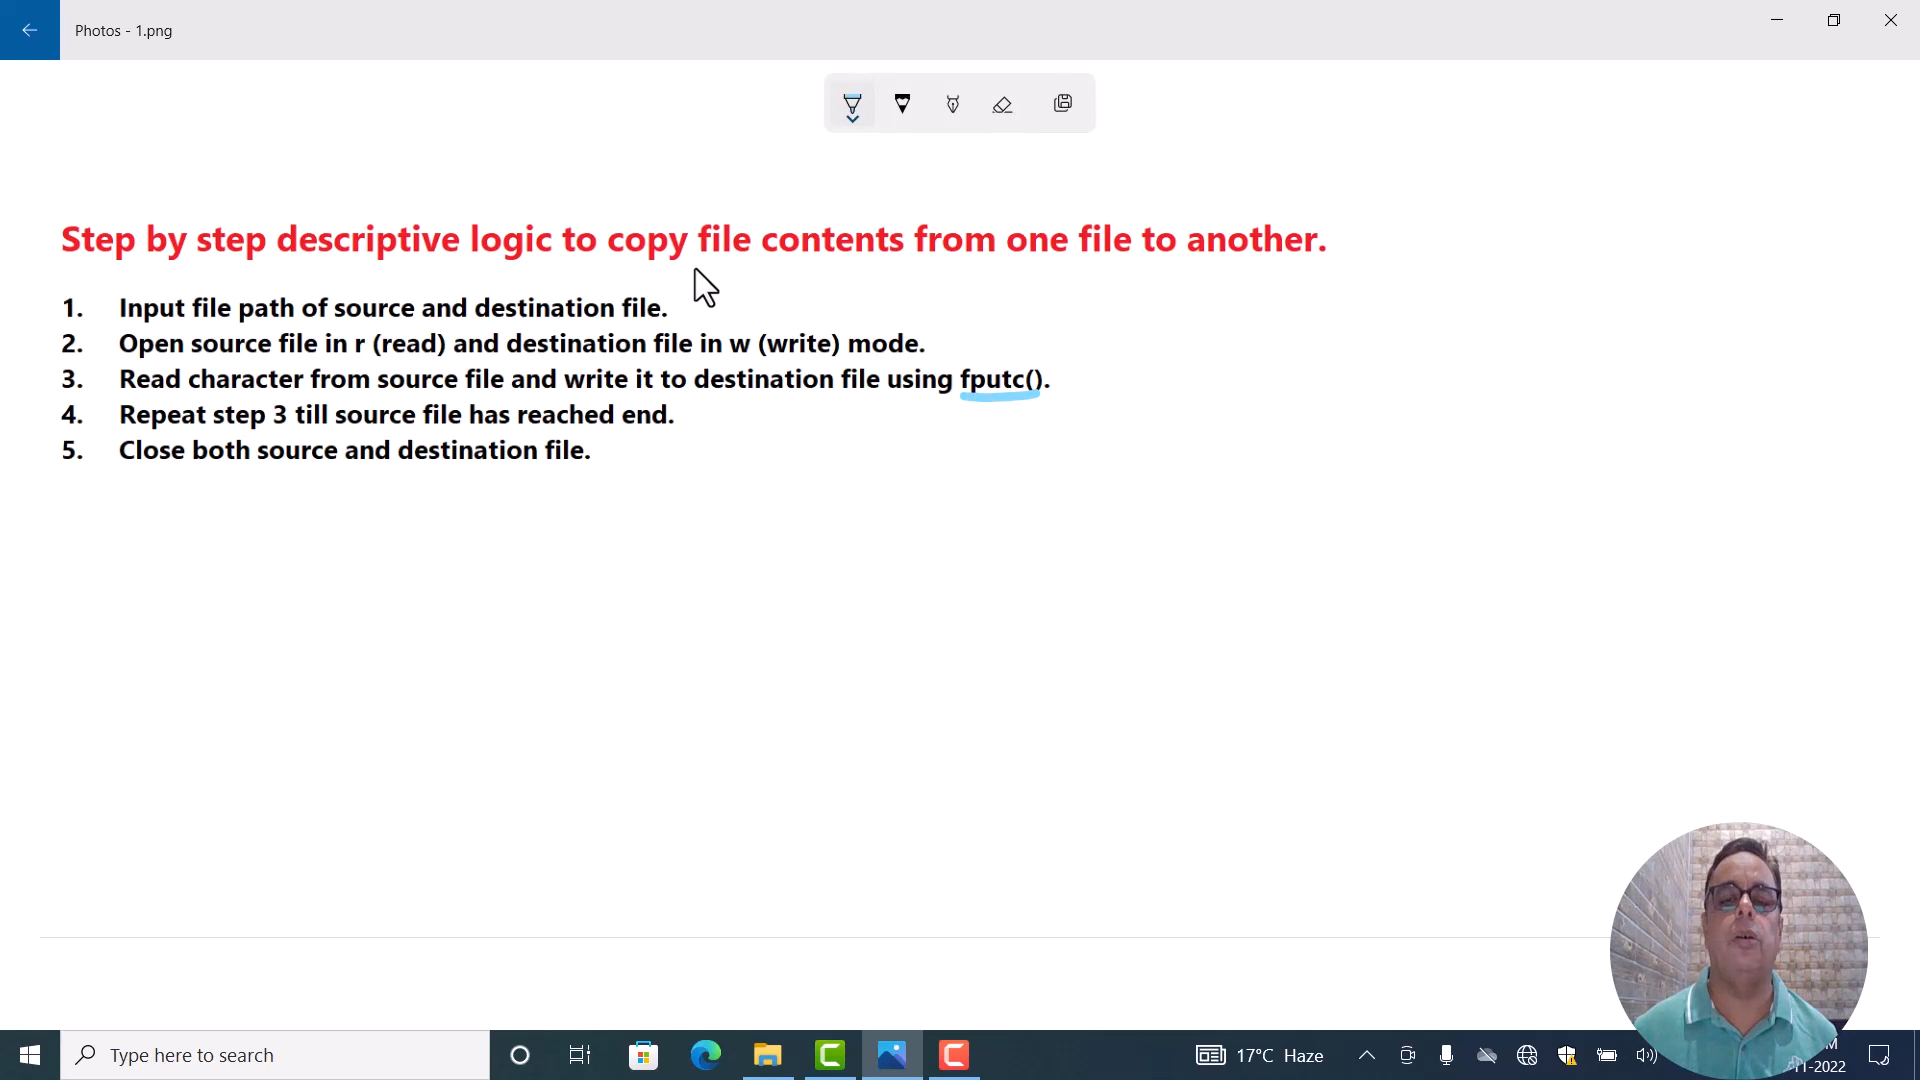 Photos - 1.png
Step by step descriptive logic to copy file contents from one file to another.
1. Input file path of source and destination file.
2. Open source file in r (read) and destination file in w (write) mode.
3. Read character from source file and write it to destination file using fputc().
4. Repeat step 3 till source file has reached end.
5. Close both source and destination file.
Type here to search
17°C Haze